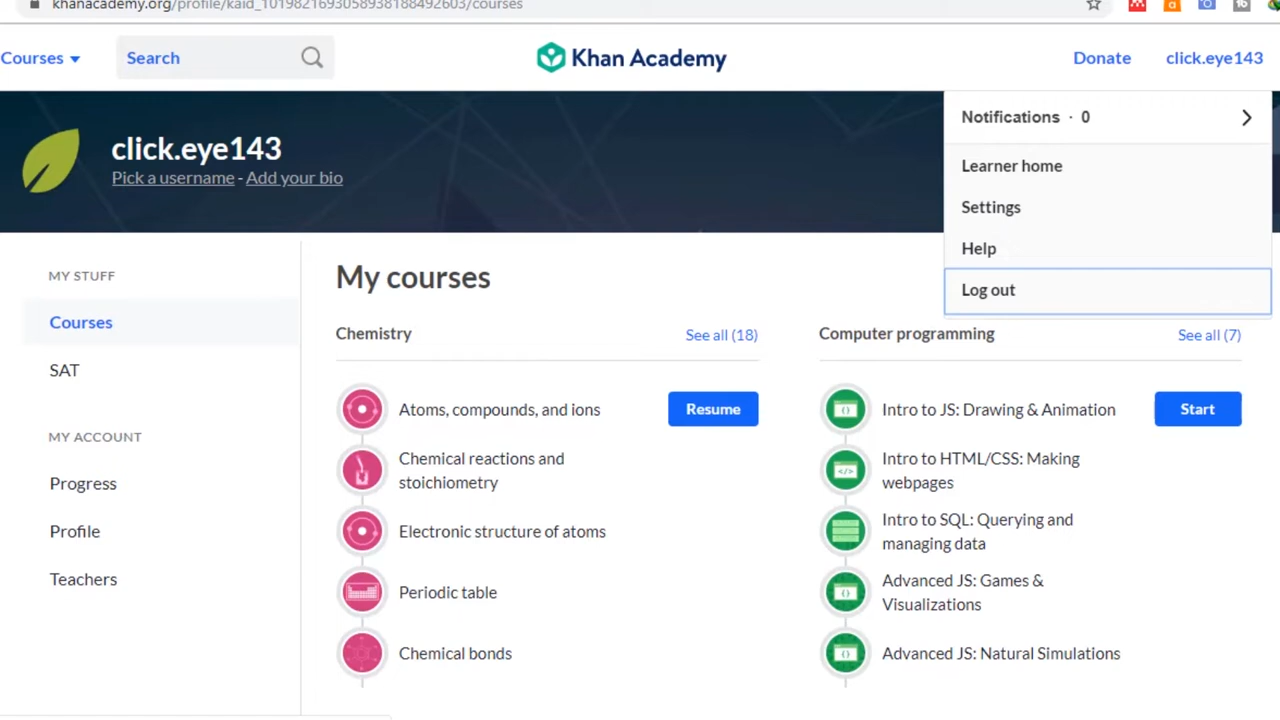 khanacademy.org/profile/kaid_1019821693058938188492603/courses
Courses
Search
Khan Academy
Donate
click.eye143
click.eye143
Pick a username - Add your bio
Notifications · 0
Learner home
Settings
Help
Log out
MY STUFF
Courses
SAT
MY ACCOUNT
Progress
Profile
Teachers
My courses
Chemistry
See all (18)
Atoms, compounds, and ions
Resume
Chemical reactions and
stoichiometry
Electronic structure of atoms
Periodic table
Chemical bonds
Computer programming
See all (7)
Intro to JS: Drawing & Animation
Start
Intro to HTML/CSS: Making
webpages
Intro to SQL: Querying and
managing data
Advanced JS: Games &
Visualizations
Advanced JS: Natural Simulations